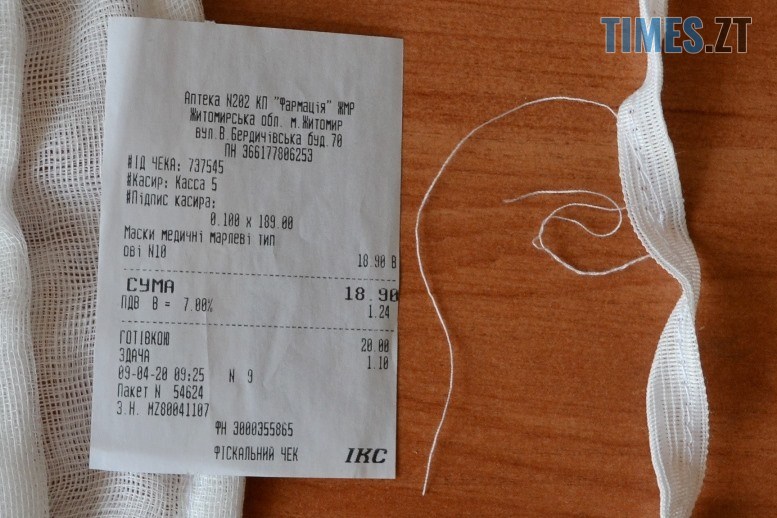 TIMES.ZT
Аптека N202 КП "Фармація" ЖМР
Житомирська обл. м.Житомир
вул.В.Бердичівська буд.70
ПН 366177806253
#ІД ЧЕКА: 737545
#Касир: Касса 5
#Підпис касира:
0.100 x 189.00
Маски медичні марлеві тип
ові N10 18.90 В
СУМА 18.90
ПДВ В = 7.00% 1.24
ГОТІВКОЮ 20.00
ЗДАЧА 1.10
09-04-20 09:25 N 9
Пакет N 54624
З.Н. MZ80041107
ФН 3000355865
ФІСКАЛЬНИЙ ЧЕК ІКС